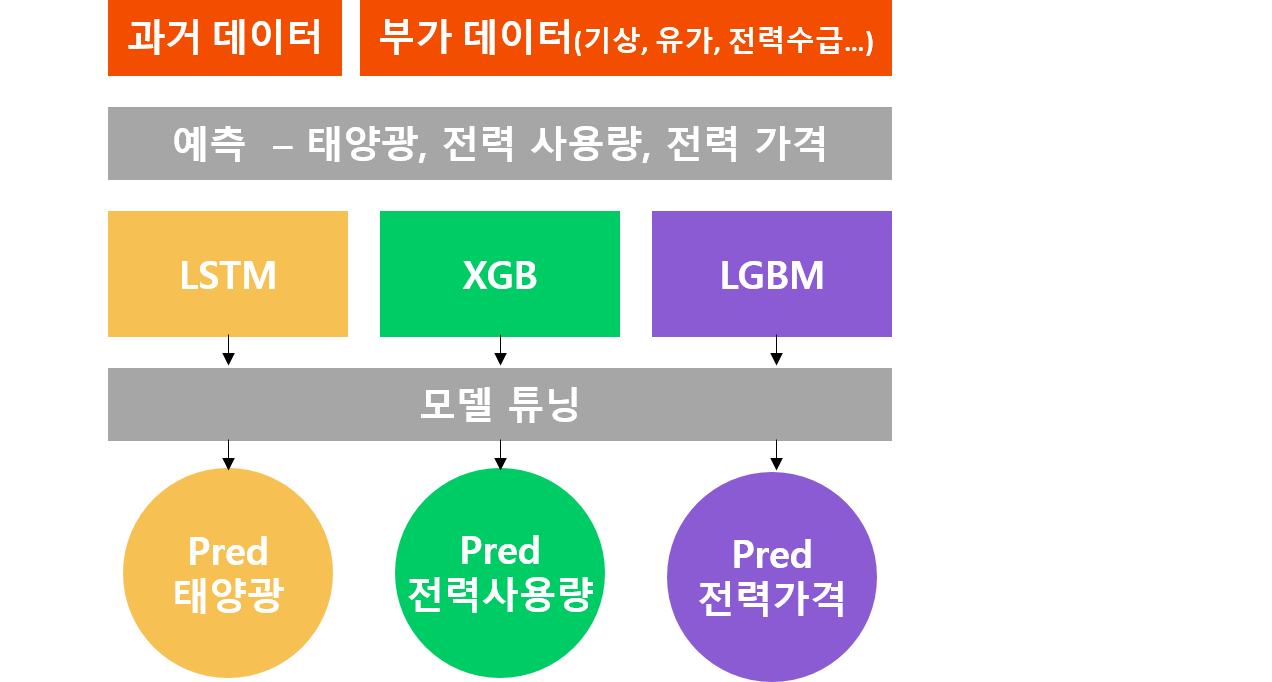 과거 데이터
부가 데이터(기상, 유가, 전력수급...)
예측 – 태양광, 전력 사용량, 전력 가격
LSTM
XGB
LGBM
모델 튜닝
Pred
태양광
Pred
전력사용량
Pred
전력가격